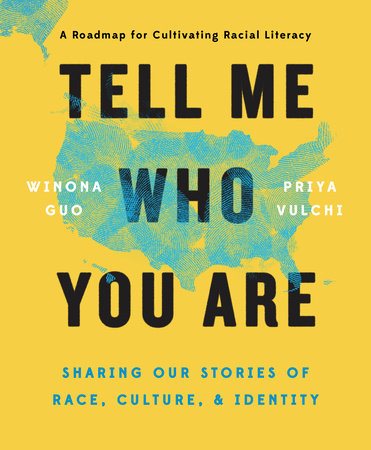 A Roadmap for Cultivating Racial Literacy
TELL ME
WINONA
GUO
WHO
PRIYA
VULCHI
YOU ARE
SHARING OUR STORIES OF
RACE, CULTURE, & IDENTITY